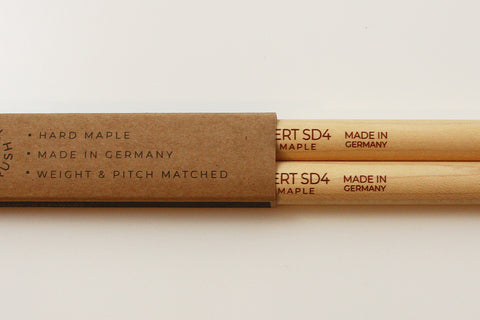 USH
• HARD MAPLE
• MADE IN GERMANY
• WEIGHT & PITCH MATCHED
ERT SD4
MAPLE
MADE IN
GERMANY
ERT SD4
MAPLE
MADE IN
GERMANY